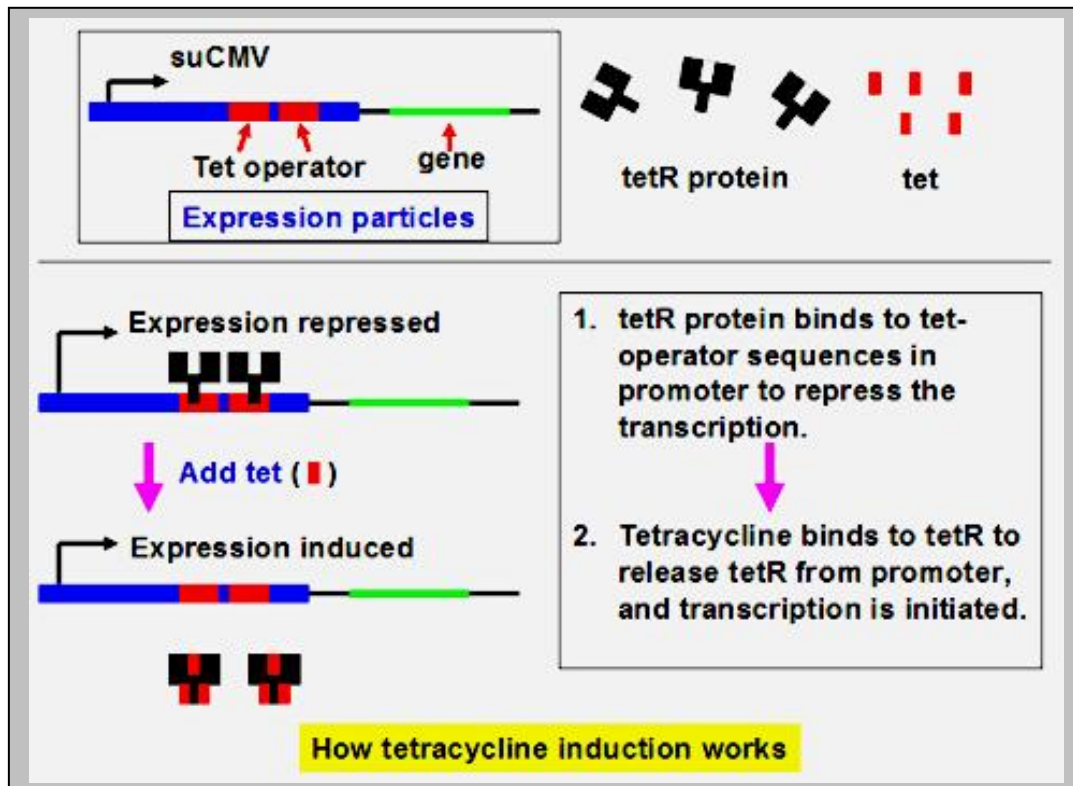 suCMV
Tet operator
gene
Expression particles
tetR protein
tet
Expression repressed
Add tet ( )
Expression induced
1. tetR protein binds to tet-
operator sequences in
promoter to repress the
transcription.
2. Tetracycline binds to tetR to
release tetR from promoter,
and transcription is initiated.
How tetracycline induction works